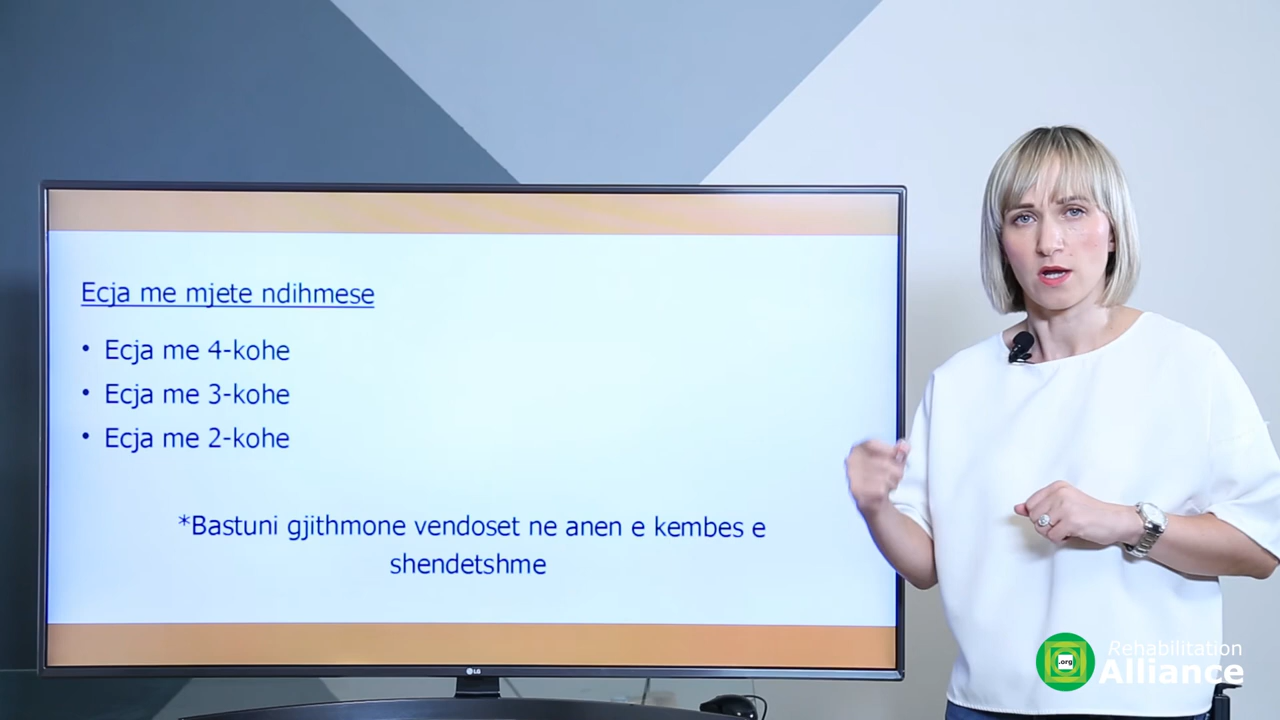 Ecja me mjete ndihmese
• Ecja me 4-kohe
• Ecja me 3-kohe
• Ecja me 2-kohe
*Bastuni gjithmone vendoset ne anen e kembes e
shendetshme
LG
.org
Rehabilitation
Alliance